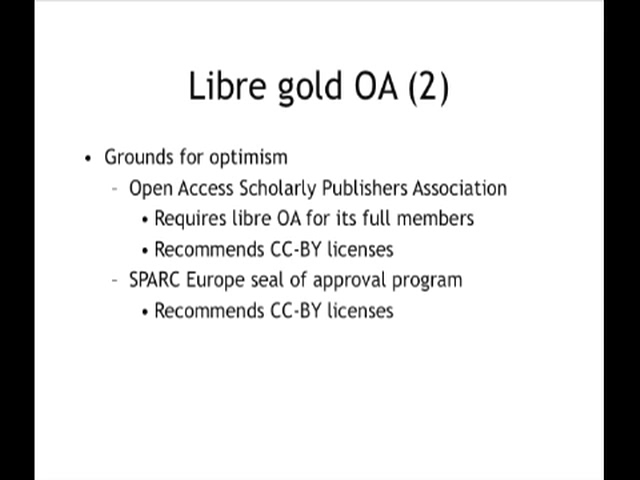 Libre gold OA (2)
• Grounds for optimism
– Open Access Scholarly Publishers Association
• Requires libre OA for its full members
• Recommends CC-BY licenses
– SPARC Europe seal of approval program
• Recommends CC-BY licenses